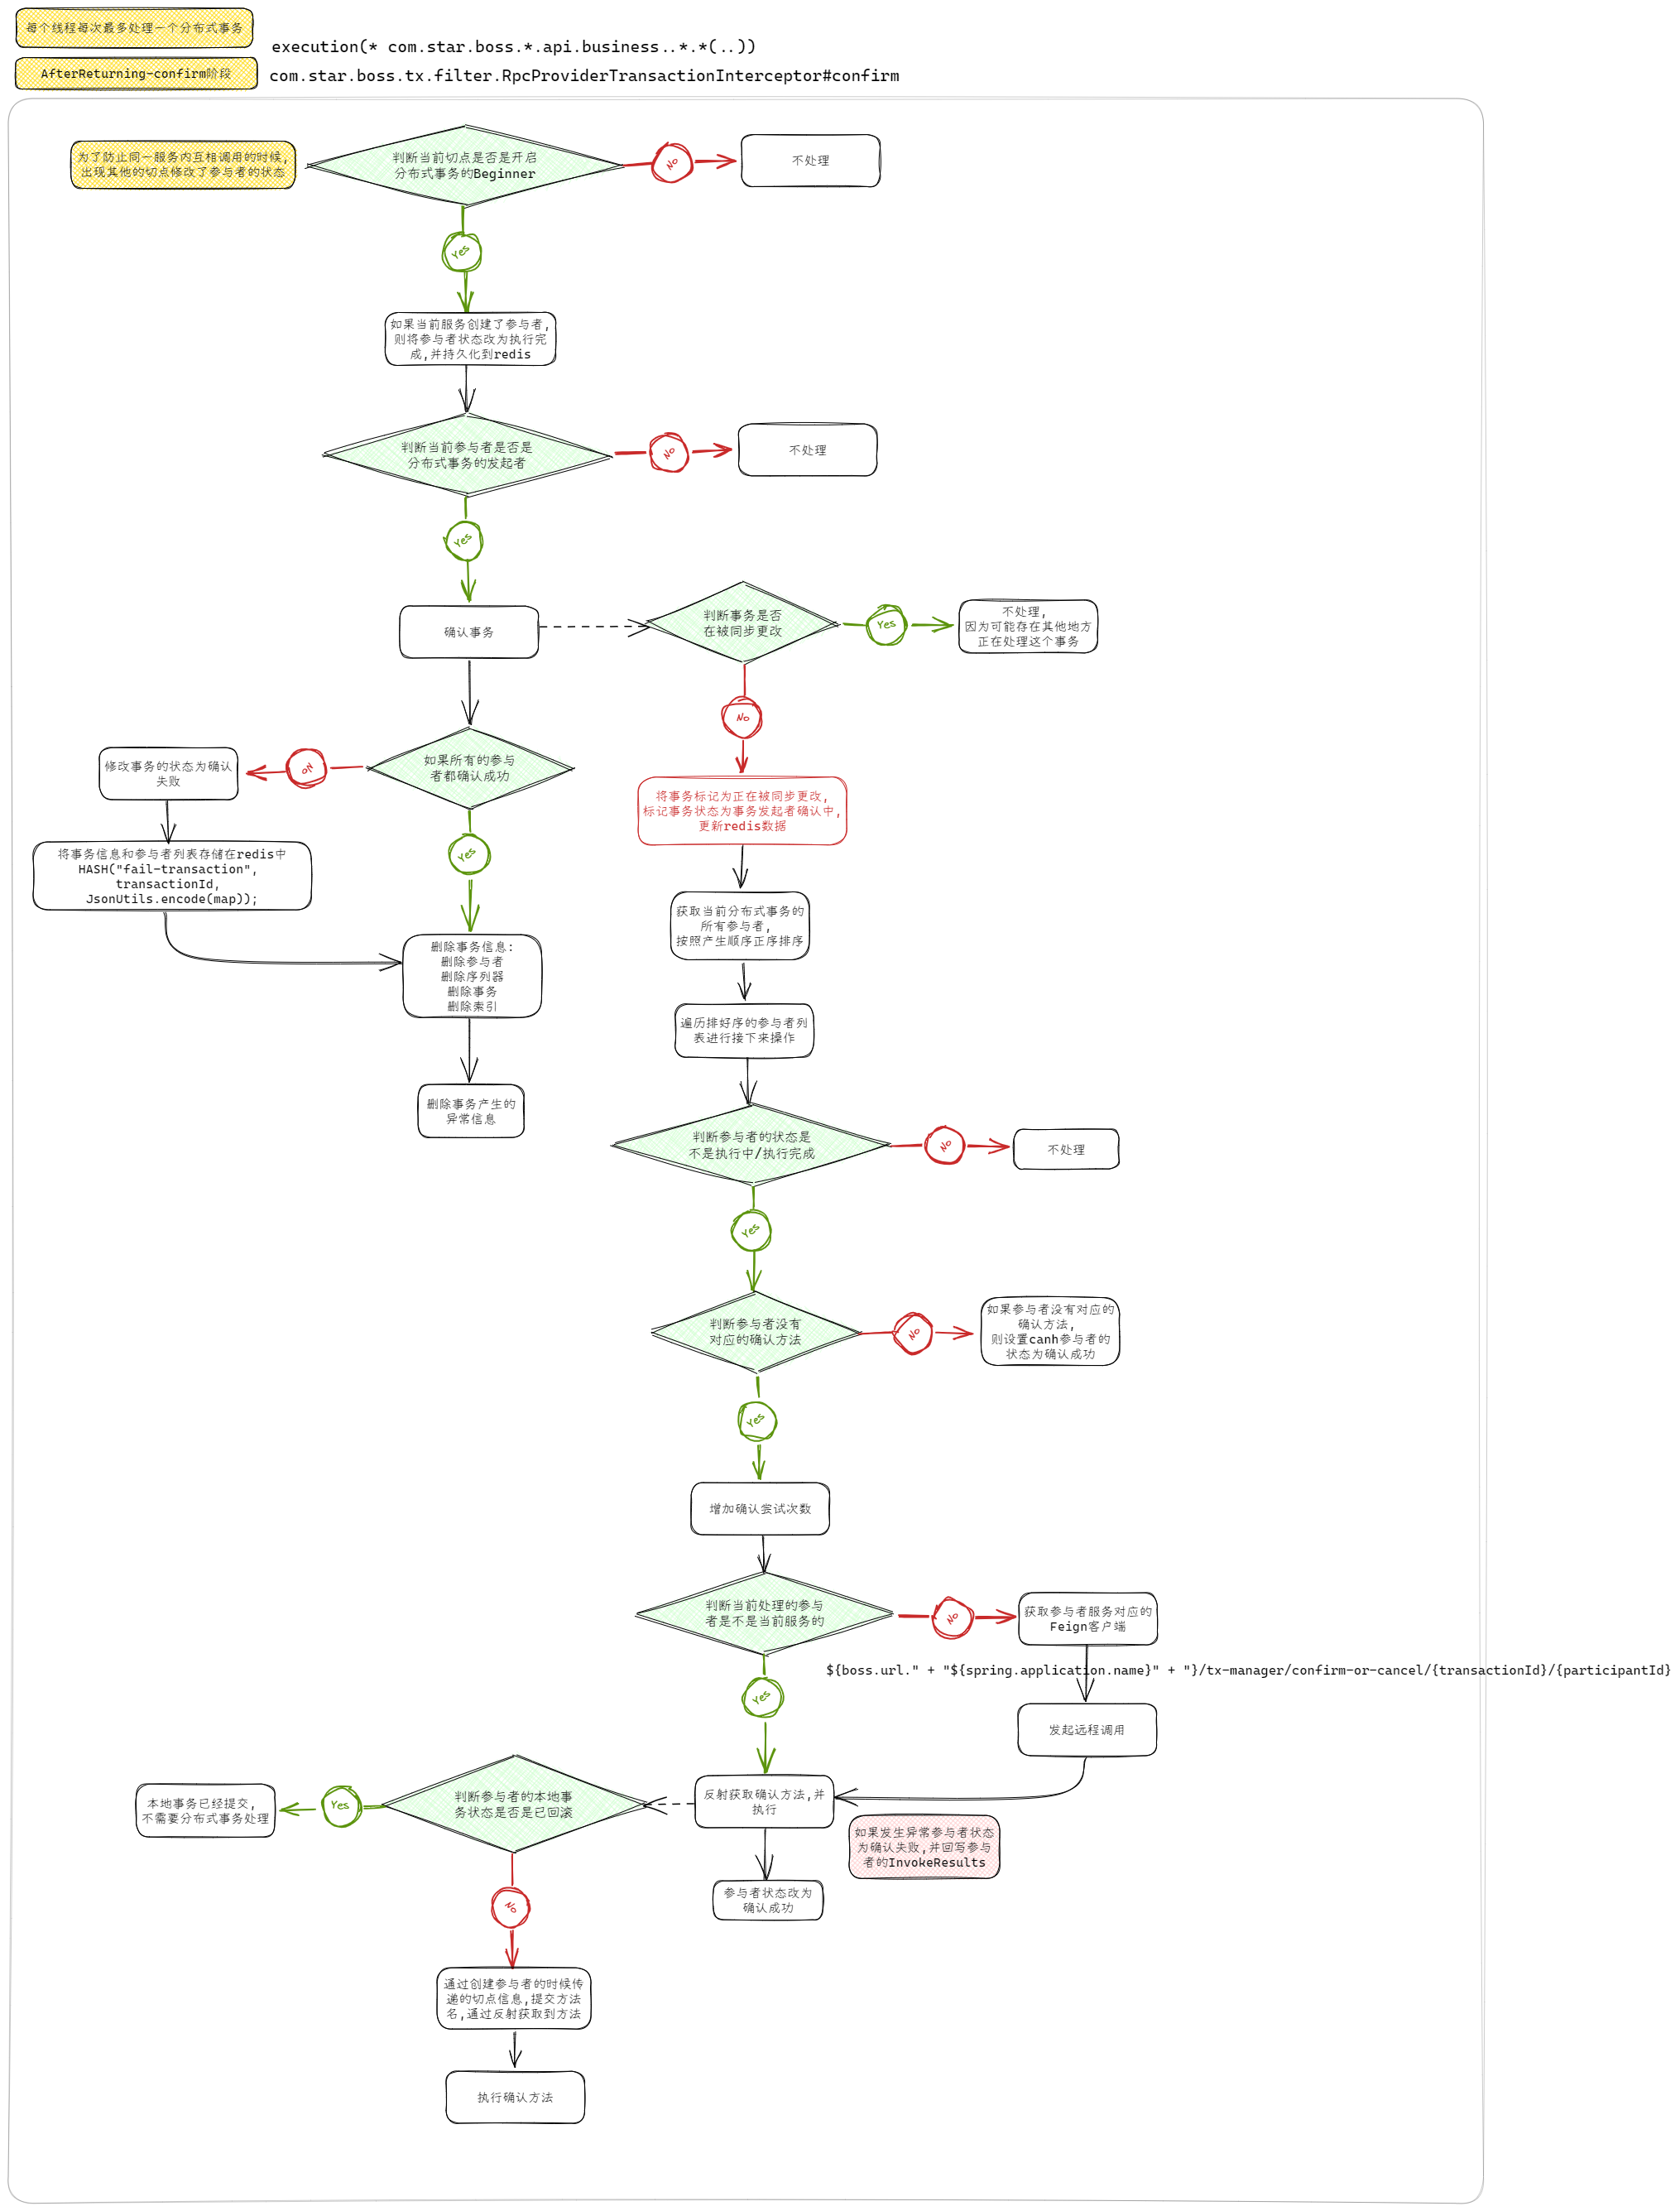 每个线程每次最多处理一个分布式事务
execution(* com.star.boss.*.api.business..*.*(..))
AfterReturning-confirm阶段
com.star.boss.tx.filter.RpcProviderTransactionInterceptor#confirm
为了防止同一服务内互相调用的时候,
出现其他的切点修改了参与者的状态
判断当前切点是否是开启
分布式事务的Beginner
No
不处理
Yes
如果当前服务创建了参与者,
则将参与者状态改为执行完
成,并持久化到redis
判断当前参与者是否是
分布式事务的发起者
No
不处理
Yes
确认事务
判断事务是否
在被同步更改
Yes
不处理,
因为可能存在其他地方
正在处理这个事务
No
如果所有的参与
者都确认成功
No
修改事务的状态为确认
失败
将事务信息和参与者列表存储在redis中
HASH("fail-transaction",
transactionId,
JsonUtils.encode(map));
Yes
删除事务信息:
删除参与者
删除序列器
删除事务
删除索引
删除事务产生的
异常信息
将事务标记为正在被同步更改,
标记事务状态为事务发起者确认中,
更新redis数据
获取当前分布式事务的
所有参与者,
按照产生顺序正序排序
遍历排好序的参与者列
表进行接下来操作
判断参与者的状态是
不是执行中/执行完成
No
不处理
Yes
判断参与者没有
对应的确认方法
No
如果参与者没有对应的
确认方法,
则设置canh参与者的
状态为确认成功
Yes
增加确认尝试次数
判断当前处理的参与
者是不是当前服务的
No
获取参与者服务对应的
Feign客户端
${boss.url." + "${spring.application.name}" + "}/tx-manager/confirm-or-cancel/{transactionId}/{participantId}
Yes
发起远程调用
反射获取确认方法,并
执行
如果发生异常参与者状态
为确认失败,并回写参与
者的InvokeResults
参与者状态改为
确认成功
判断参与者的本地事
务状态是否是已回滚
Yes
本地事务已经提交,
不需要分布式事务处理
No
通过创建参与者的时候传
递的切点信息,提交方法
名,通过反射获取到方法
执行确认方法